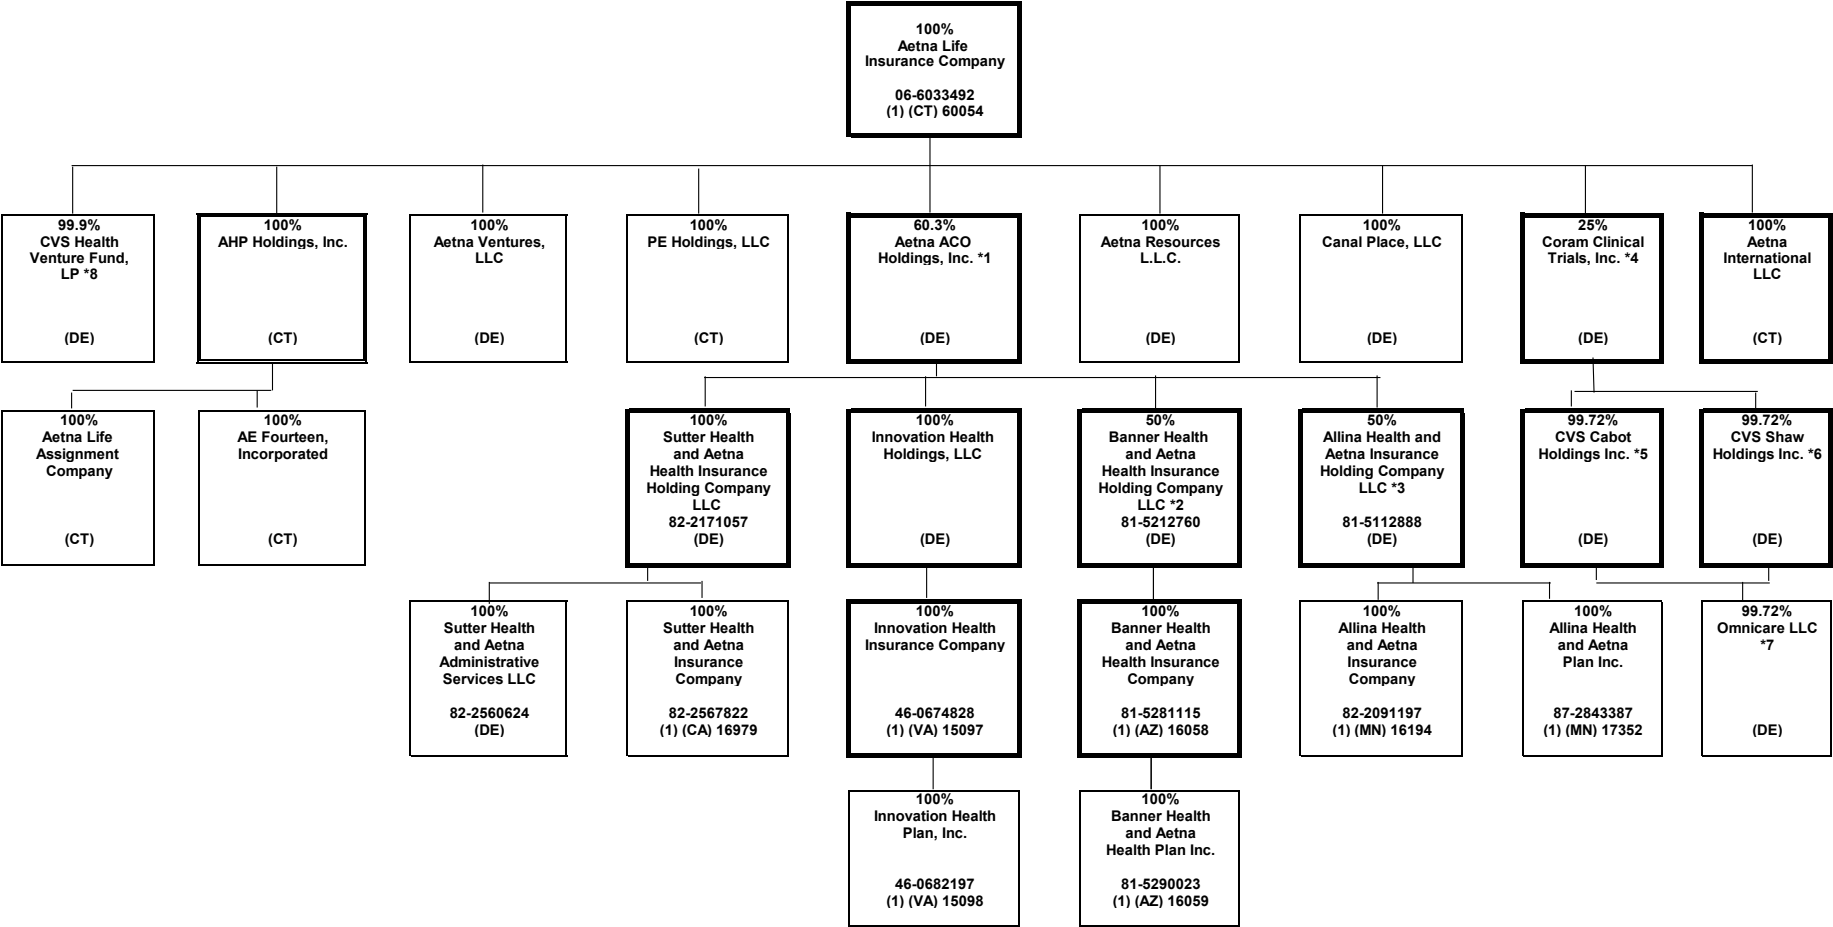 100%
Aetna Life
Insurance Company
06-6033492
(1) (CT) 60054
99.9%
CVS Health
Venture Fund,
LP *8
(DE)
100%
AHP Holdings, Inc.
(CT)
100%
Aetna Ventures,
LLC
(DE)
100%
PE Holdings, LLC
(CT)
60.3%
Aetna ACO
Holdings, Inc. *1
(DE)
100%
Aetna Resources
L.L.C.
(DE)
100%
Canal Place, LLC
(DE)
25%
Coram Clinical
Trials, Inc. *4
(DE)
100%
Aetna
International
LLC
(CT)
100%
Aetna Life
Assignment
Company
(CT)
100%
AE Fourteen,
Incorporated
(CT)
100%
Sutter Health
and Aetna
Health Insurance
Holding Company
LLC
82-2171057
(DE)
100%
Innovation Health
Holdings, LLC
(DE)
50%
Banner Health
and Aetna
Health Insurance
Holding Company
LLC *2
81-5212760
(DE)
50%
Allina Health and
Aetna Insurance
Holding Company
LLC *3
81-5112888
(DE)
99.72%
CVS Cabot
Holdings Inc. *5
(DE)
99.72%
CVS Shaw
Holdings Inc. *6
(DE)
100%
Sutter Health
and Aetna
Administrative
Services LLC
82-2560624
(DE)
100%
Sutter Health
and Aetna
Insurance
Company
82-2567822
(1) (CA) 16979
100%
Innovation Health
Insurance Company
46-0674828
(1) (VA) 15097
100%
Banner Health
and Aetna
Health Insurance
Company
81-5281115
(1) (AZ) 16058
100%
Allina Health
and Aetna
Insurance
Company
82-2091197
(1) (MN) 16194
100%
Allina Health
and Aetna
Plan Inc.
87-2843387
(1) (MN) 17352
99.72%
Omnicare LLC
*7
(DE)
100%
Innovation Health
Plan, Inc.
46-0682197
(1) (VA) 15098
100%
Banner Health
and Aetna
Health Plan Inc.
81-5290023
(1) (AZ) 16059